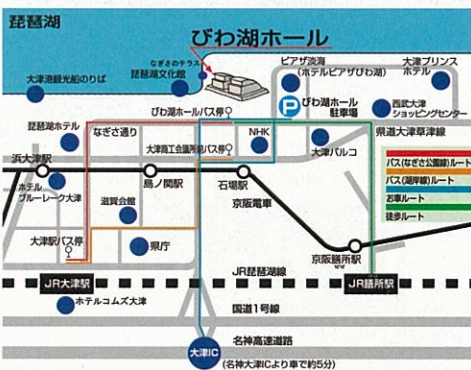 琵琶湖
びわ湖ホール
なぎさのテラス
琵琶湖文化館
大津港観光船のりば
ピアザ淡海
(ホテルピアザびわ湖)
大津プリンス
ホテル
P
びわ湖ホール
駐車場
西武大津
ショッピングセンター
びわ湖ホールバス停
琵琶湖ホテル
なぎさ通り
大津商工会議所前バス停
NHK
大津パルコ
県道大津草津線
浜大津駅
ホテル
ブルーレーク大津
島ノ関駅
石場駅
京阪電車
バス(なぎさ公園線)ルート
バス(湖岸線)ルート
お車ルート
徒歩ルート
滋賀会館
大津駅バス停
県庁
京阪膳所駅
JR琵琶湖線
JR大津駅
JR膳所駅
ホテルコムズ大津
国道1号線
名神高速道路
大津IC
(名神大津ICより車で約5分)